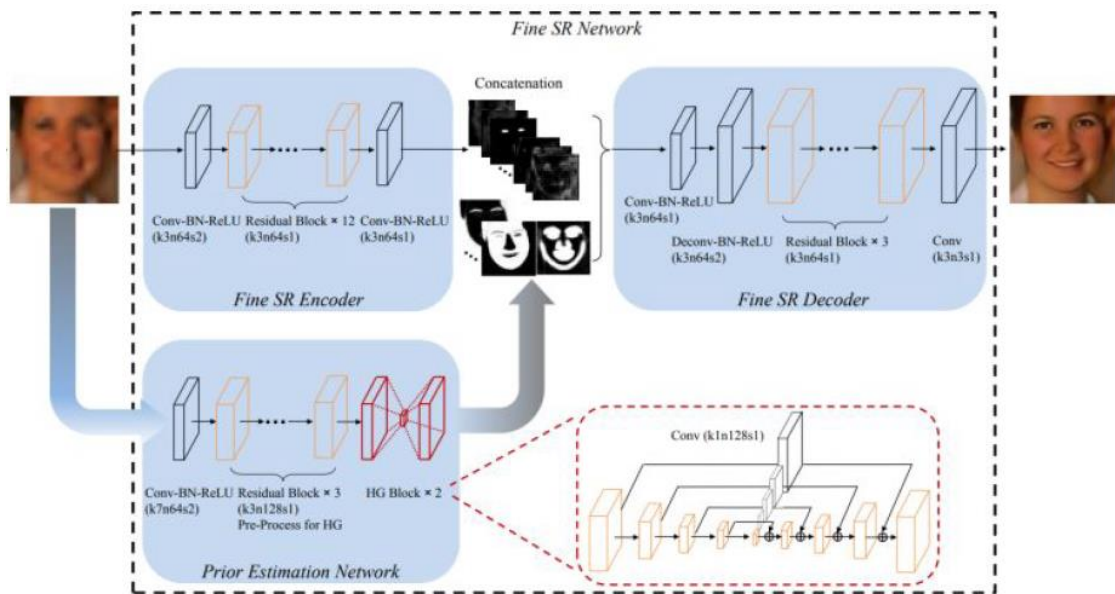 Fine SR Network
Concatenation
Conv-BN-ReLU
(k3n64s2)
Residual Block × 12
(k3n64s1)
Conv-BN-ReLU
(k3n64s1)
Fine SR Encoder
Conv-BN-ReLU
(k3n64s1)
Deconv-BN-ReLU
(k3n64s2)
Residual Block × 3
(k3n64s1)
Conv
(k3n3s1)
Fine SR Decoder
Conv-BN-ReLU
(k7n64s2)
Residual Block × 3
(k3n128s1)
Pre-Process for HG
HG Block × 2
Prior Estimation Network
Conv (k1n128s1)